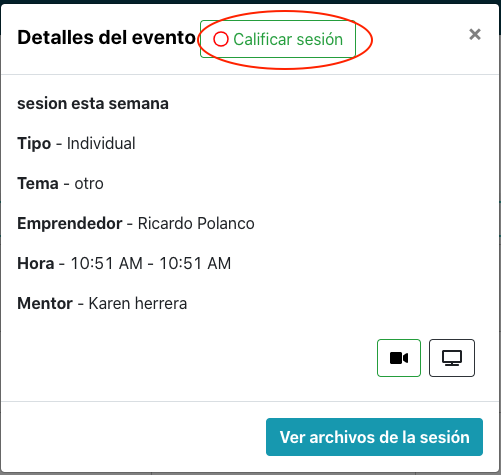 Detalles del evento Calificar sesión ×
sesion esta semana
Tipo - Individual
Tema - otro
Emprendedor - Ricardo Polanco
Hora - 10:51 AM - 10:51 AM
Mentor - Karen herrera
Ver archivos de la sesión